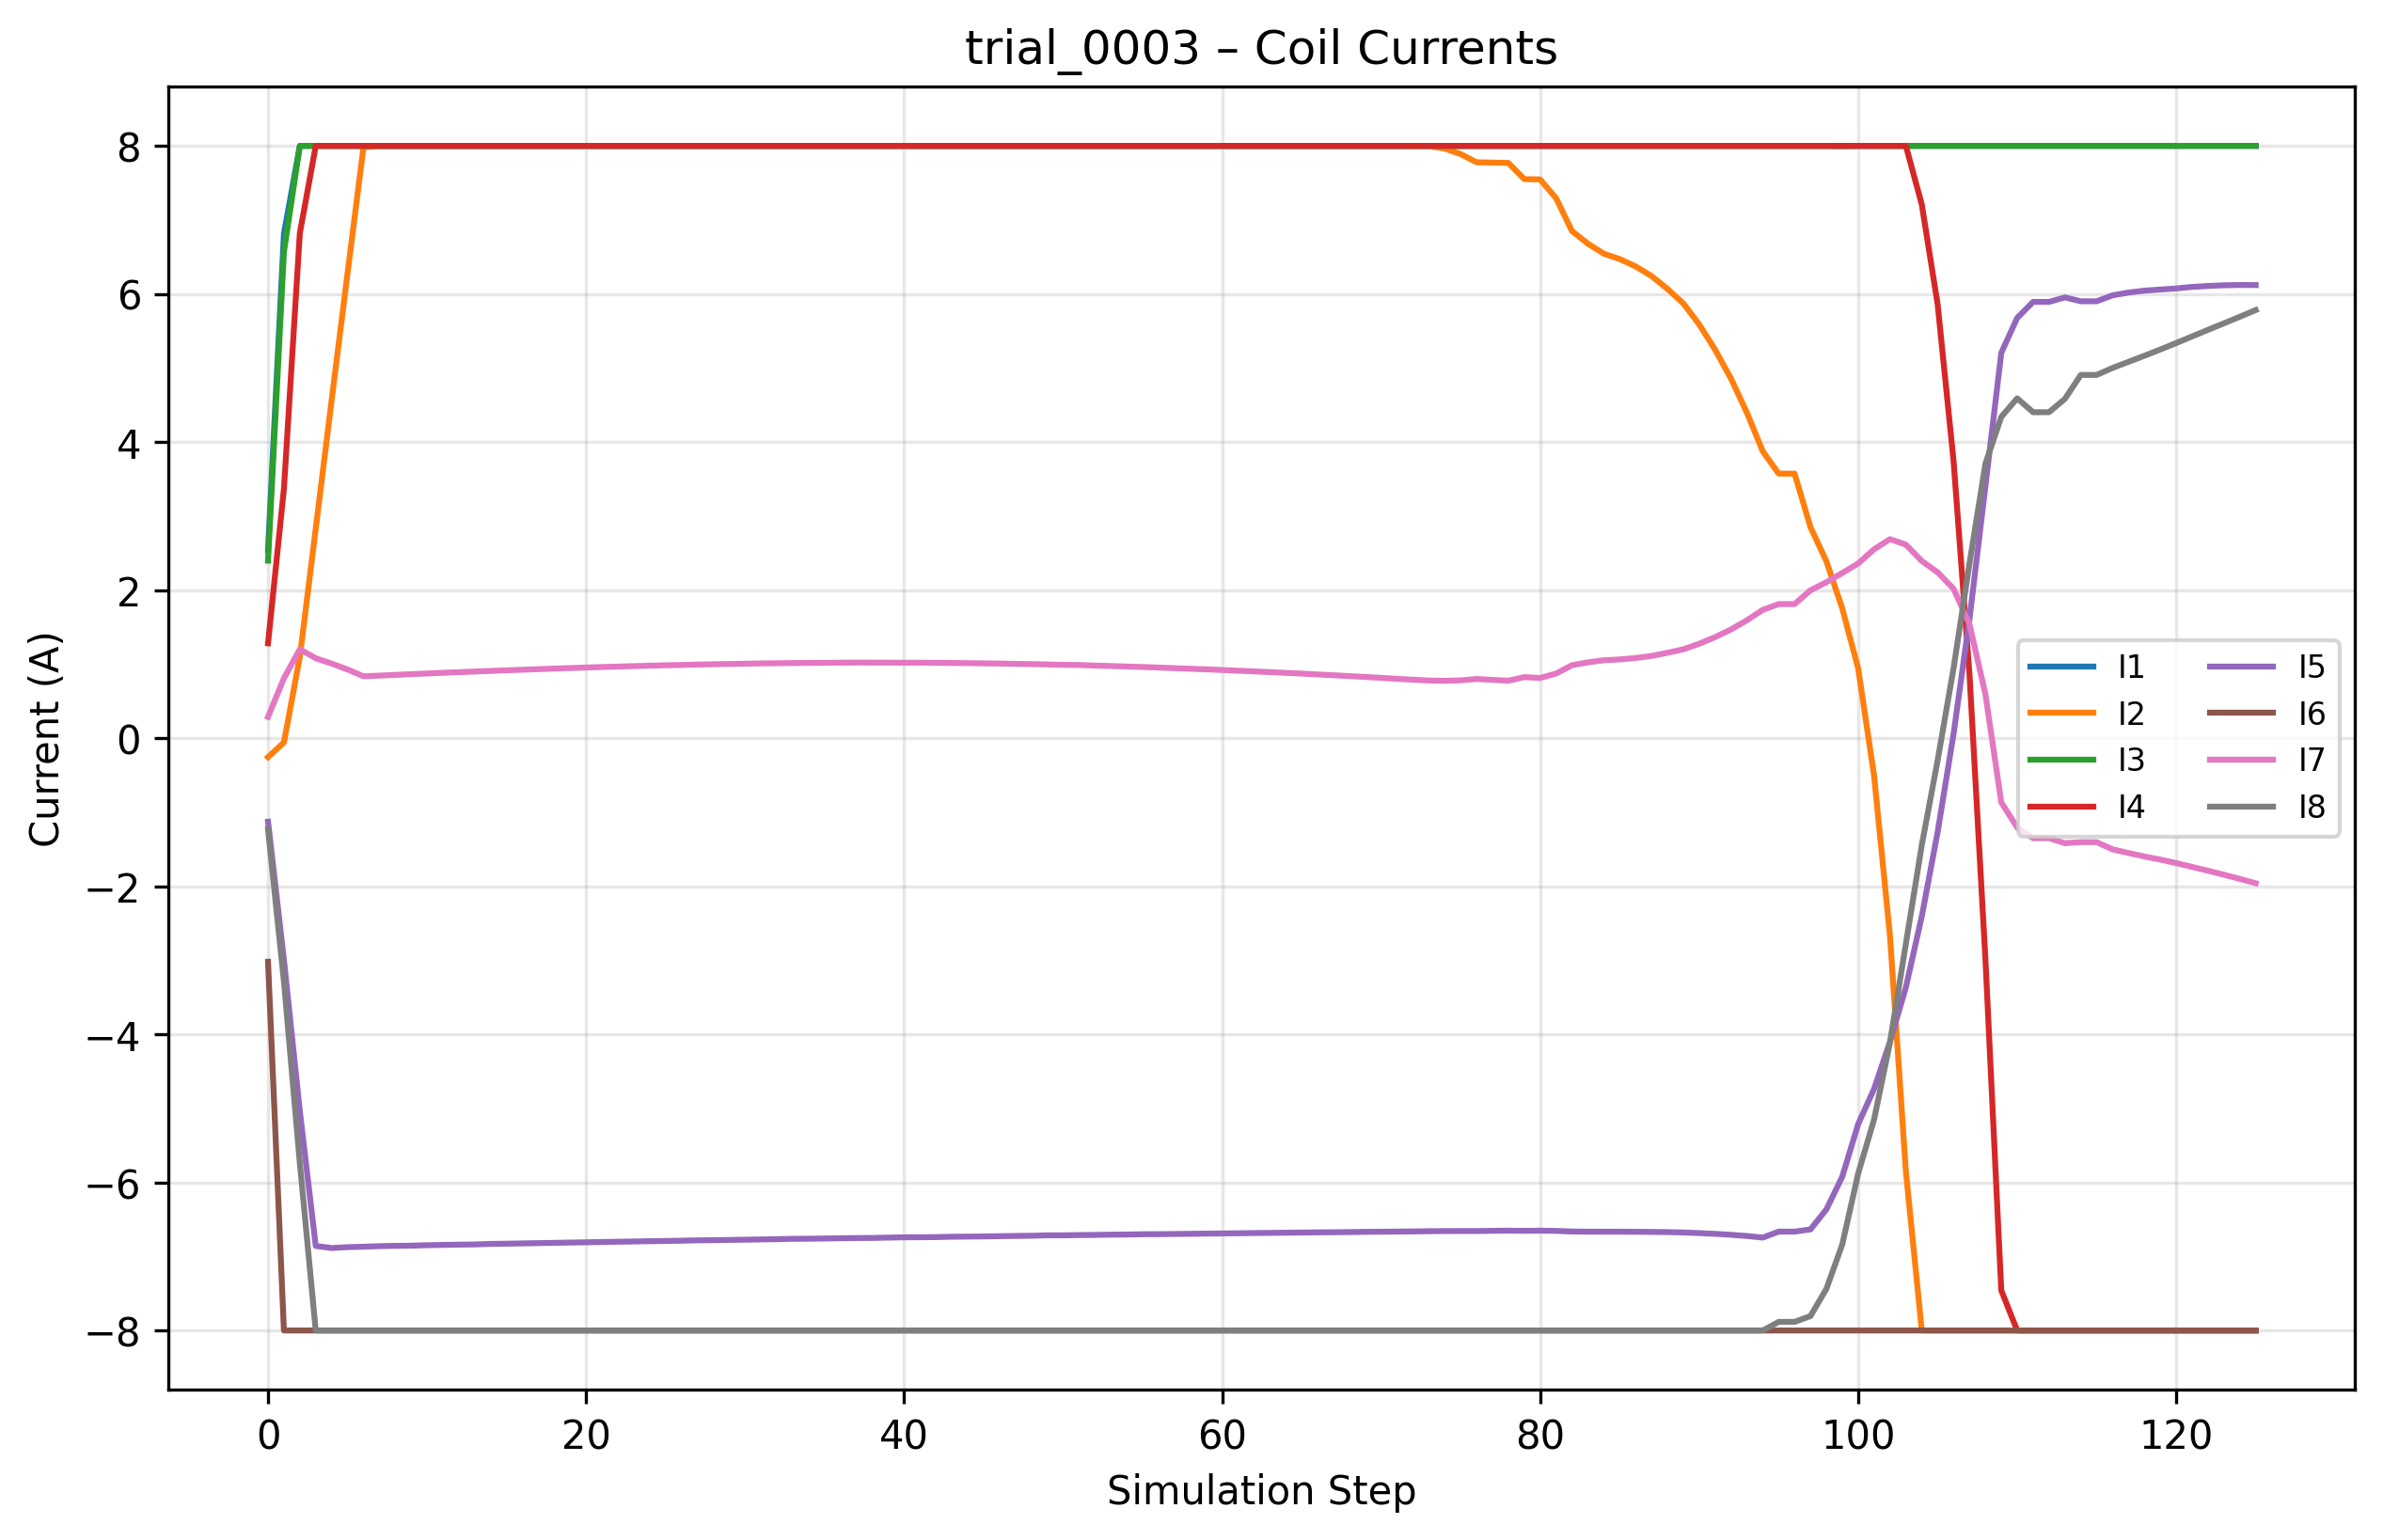 trial_0003 – Coil Currents
Current (A)
8
6
4
2
0
−2
−4
−6
−8
I1
I2
I3
I4
I5
I6
I7
I8
0
20
40
60
80
100
120
Simulation Step